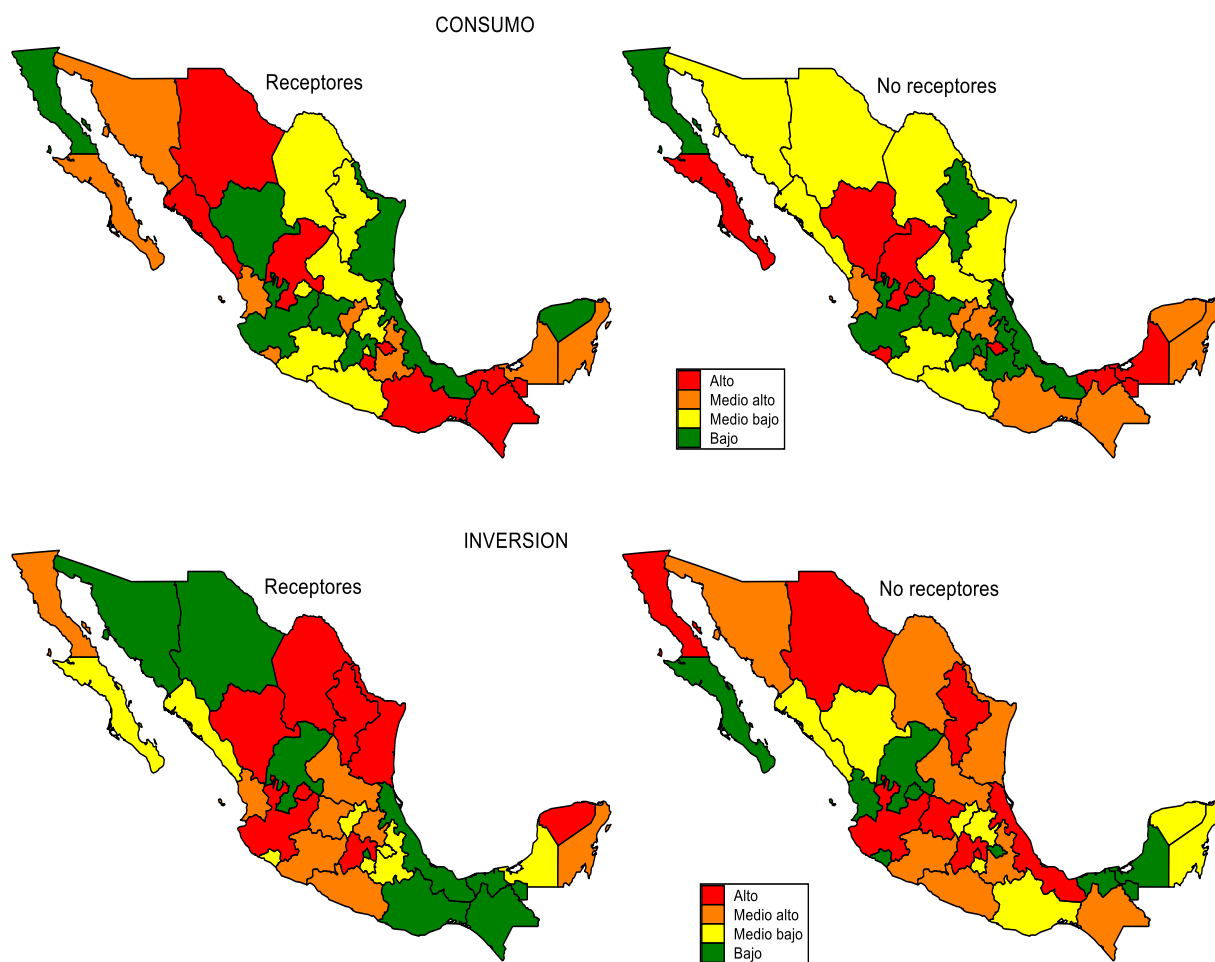 CONSUMO
Receptores
No receptores
Alto
Medio alto
Medio bajo
Bajo
INVERSION
Receptores
No receptores
Alto
Medio alto
Medio bajo
Bajo